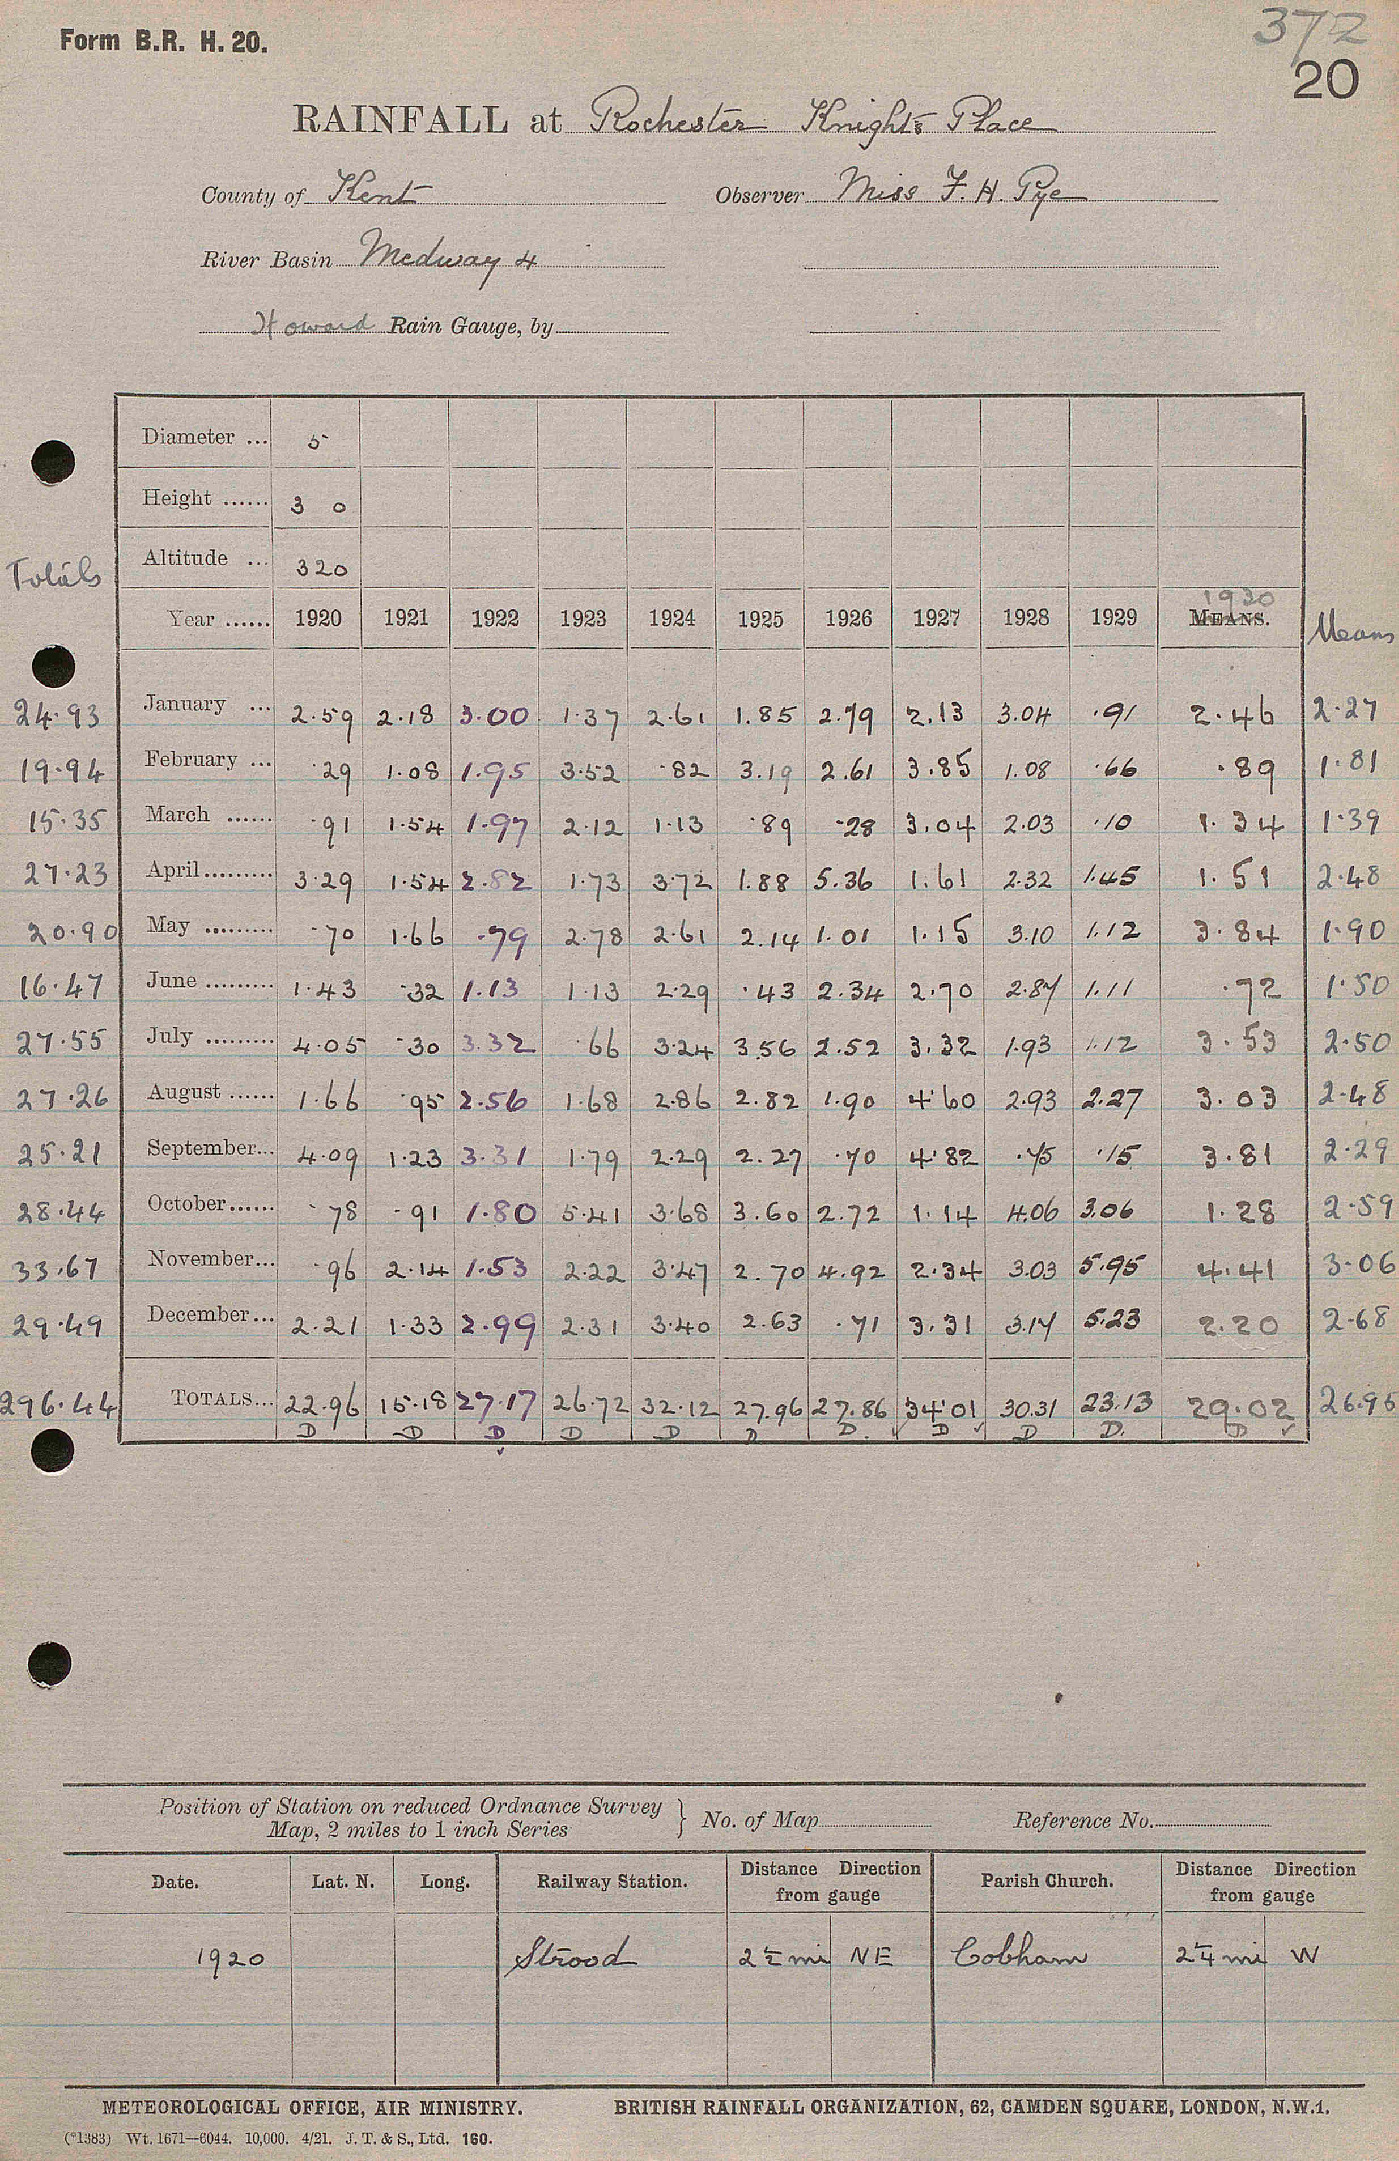 372
Form B.R. H. 20.
20
RAINFALL at Rochester Knights Place
County of Kent Observer Miss F. H. Pye
River Basin Medway 4
Howard Rain Gauge, by
Diameter ... 5
Height ...... 3 0
Altitude ... 320
Totals
1930
Year ...... 1920 1921 1922 1923 1924 1925 1926 1927 1928 1929 MEANS. Means
24.93 January ... 2.59 2.18 3.00 1.37 2.61 1.85 2.79 2.13 3.04 .91 2.46 2.27
19.94 February ... .29 1.08 1.95 3.52 .82 3.19 2.61 3.85 1.08 .66 .89 1.81
15.35 March ...... .91 1.54 1.97 2.12 1.13 .89 .28 3.04 2.03 .10 1.34 1.39
27.23 April ......... 3.29 1.54 2.82 1.73 3.72 1.88 5.36 1.61 2.32 1.45 1.51 2.48
20.90 May ......... .70 1.66 .79 2.78 2.61 2.14 1.01 1.15 3.10 1.12 3.84 1.90
16.47 June ......... 1.43 .32 1.13 1.13 2.29 .43 2.34 2.70 2.87 1.11 .72 1.50
27.55 July ......... 4.05 .30 3.32 .66 3.24 3.56 2.52 3.32 1.93 1.12 3.53 2.50
27.26 August ...... 1.66 .95 2.56 1.68 2.86 2.82 1.90 4.60 2.93 2.27 3.03 2.48
25.21 September... 4.09 1.23 3.31 1.79 2.29 2.27 .70 4.82 .75 .15 3.81 2.29
28.44 October...... .78 .91 1.80 5.41 3.68 3.60 2.72 1.14 4.06 3.06 1.28 2.59
33.67 November... .96 2.14 1.53 2.22 3.47 2.70 4.92 2.34 3.03 5.95 4.41 3.06
29.49 December... 2.21 1.33 2.99 2.31 3.40 2.63 .71 3.31 3.17 5.23 2.20 2.68
296.44 TOTALS... 22.96 15.18 27.17 26.72 32.12 27.96 27.86 34.01 30.31 23.13 29.02 26.95
D D D D D D D D D D D
Position of Station on reduced Ordnance Survey
Map, 2 miles to 1 inch Series } No. of Map Reference No.
Date. Lat. N. Long. Railway Station. Distance Direction from gauge Parish Church. Distance Direction from gauge
1920 Strood 2½ mi NE Cobham 2¼ mi W
METEOROLOGICAL OFFICE, AIR MINISTRY. BRITISH RAINFALL ORGANIZATION, 62, CAMDEN SQUARE, LONDON, N.W.1.
(*1383) Wt. 1671—6044. 10,000. 4/21. J. T. & S., Ltd. 160.